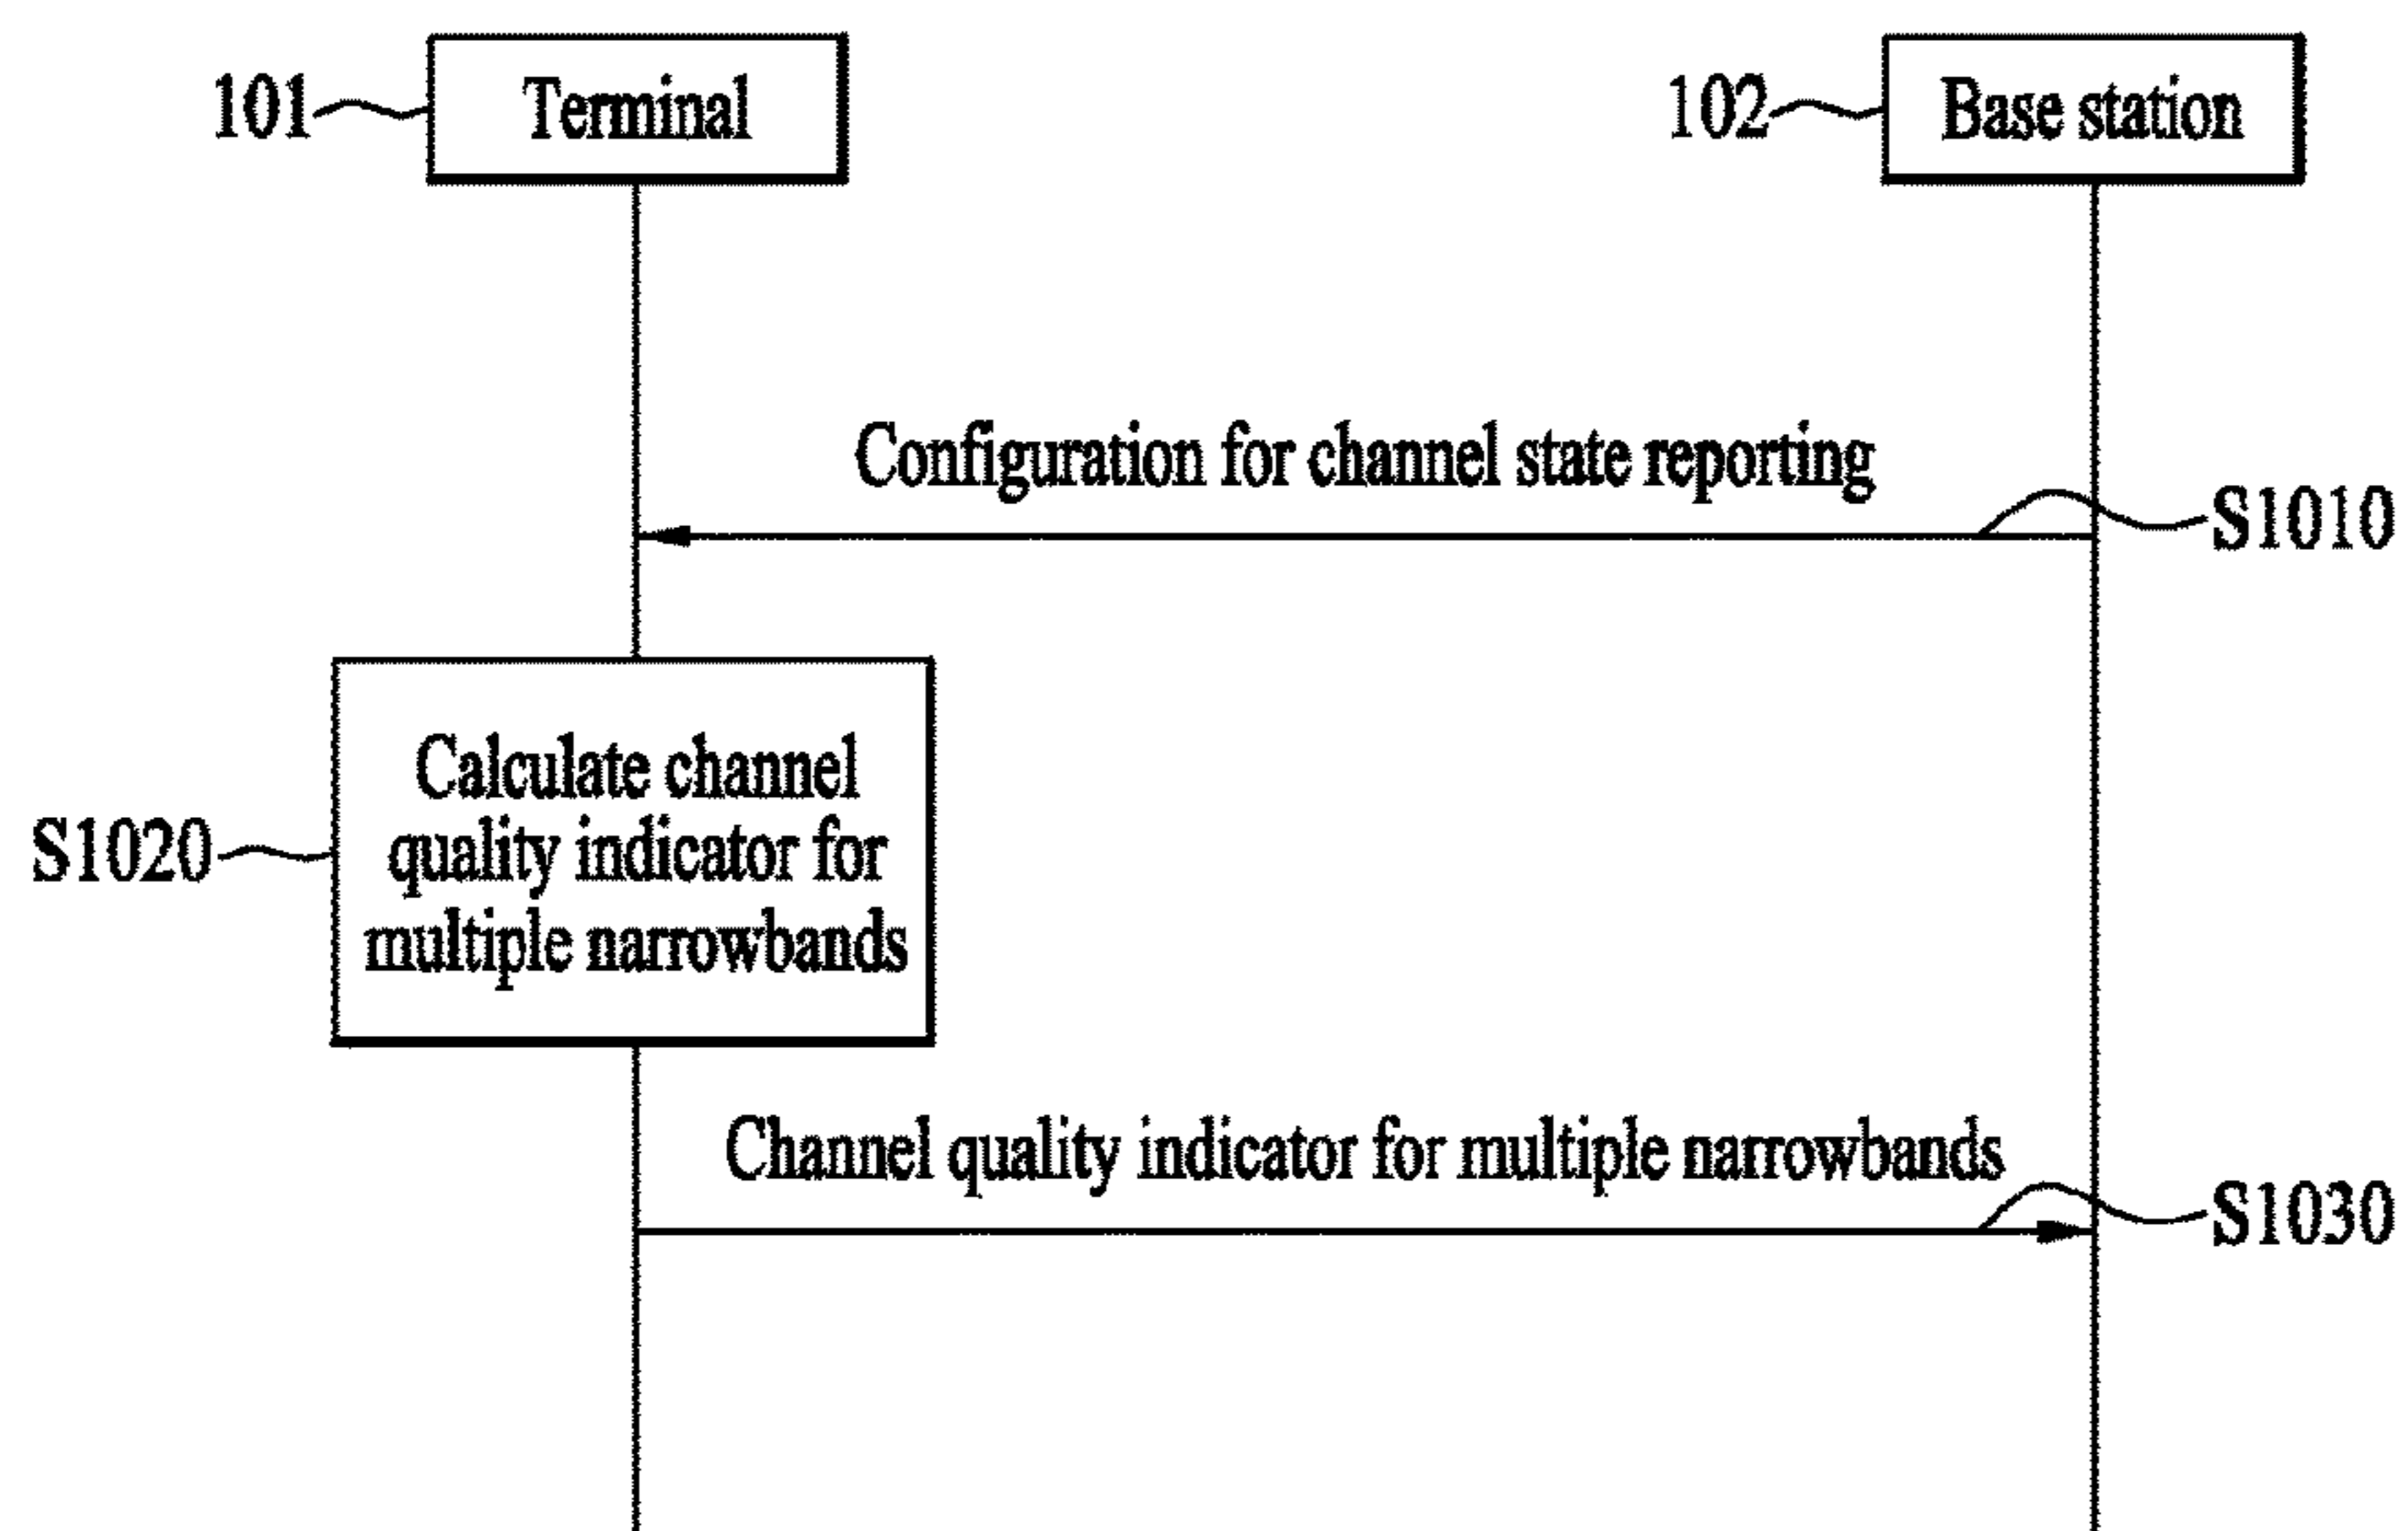 101
Terminal
102
Base station
Configuration for channel state reporting
S1010
Calculate channel
quality indicator for
multiple narrowbands
S1020
Channel quality indicator for multiple narrowbands
S1030